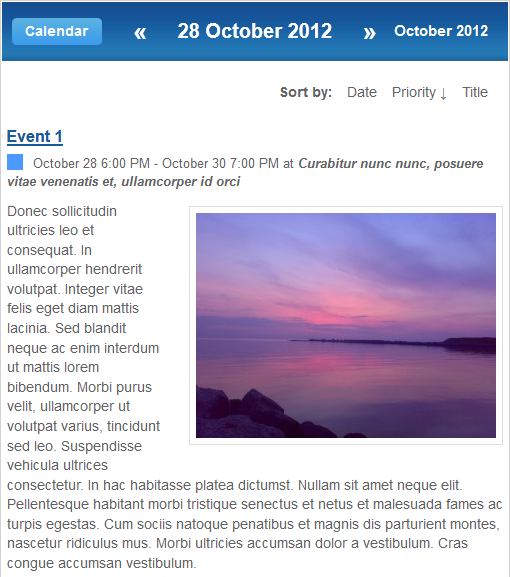 Calendar « 28 October 2012 » October 2012
Sort by: Date Priority ↓ Title
Event 1
October 28 6:00 PM - October 30 7:00 PM at Curabitur nunc nunc, posuere
vitae venenatis et, ullamcorper id orci
Donec sollicitudin
ultricies leo et
consequat. In
ullamcorper hendrerit
volutpat. Integer vitae
felis eget diam mattis
lacinia. Sed blandit
neque ac enim interdum
ut mattis lorem
bibendum. Morbi purus
velit, ullamcorper ut
volutpat varius, tincidunt
sed leo. Suspendisse
vehicula ultrices
consectetur. In hac habitasse platea dictumst. Nullam sit amet neque elit.
Pellentesque habitant morbi tristique senectus et netus et malesuada fames ac
turpis egestas. Cum sociis natoque penatibus et magnis dis parturient montes,
nascetur ridiculus mus. Morbi ultricies accumsan dolor a vestibulum. Cras
congue accumsan vestibulum.